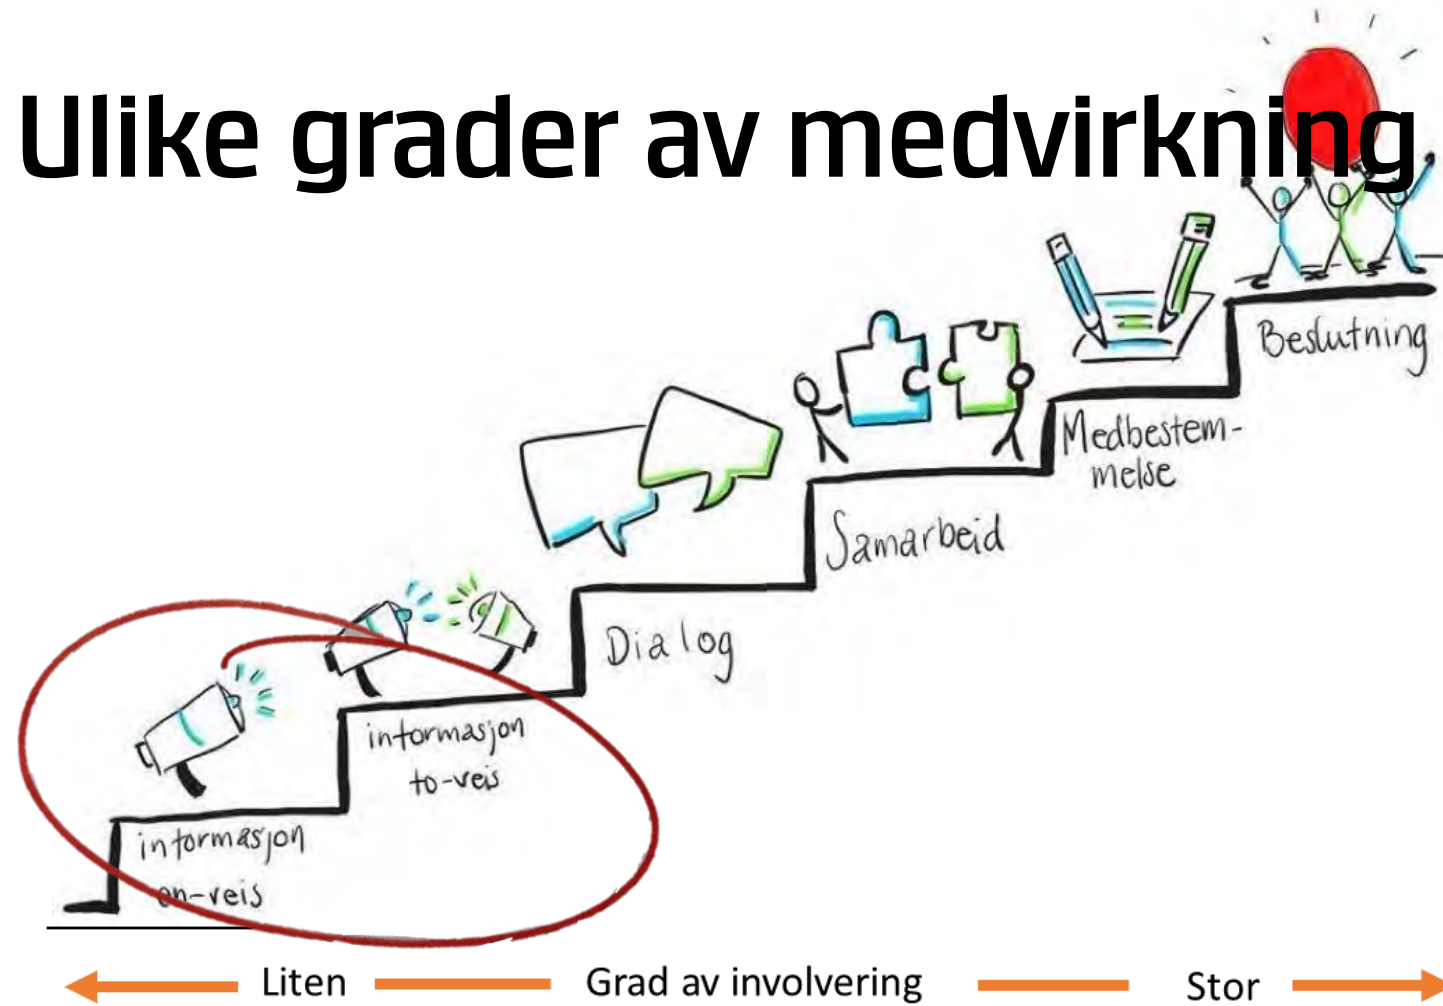 Ulike grader av medvirkning
Beslutning
Medbestem-
melse
Samarbeid
Dialog
informasjon
to-veis
informasjon
en-veis
Liten Grad av involvering Stor